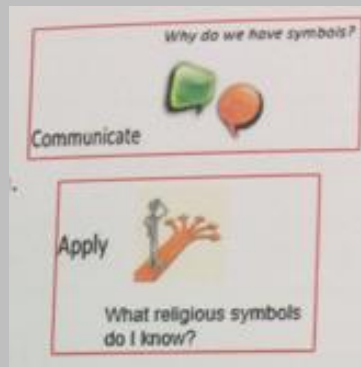 Why do we have symbols?
Communicate
Apply
What religious symbols
do I know?